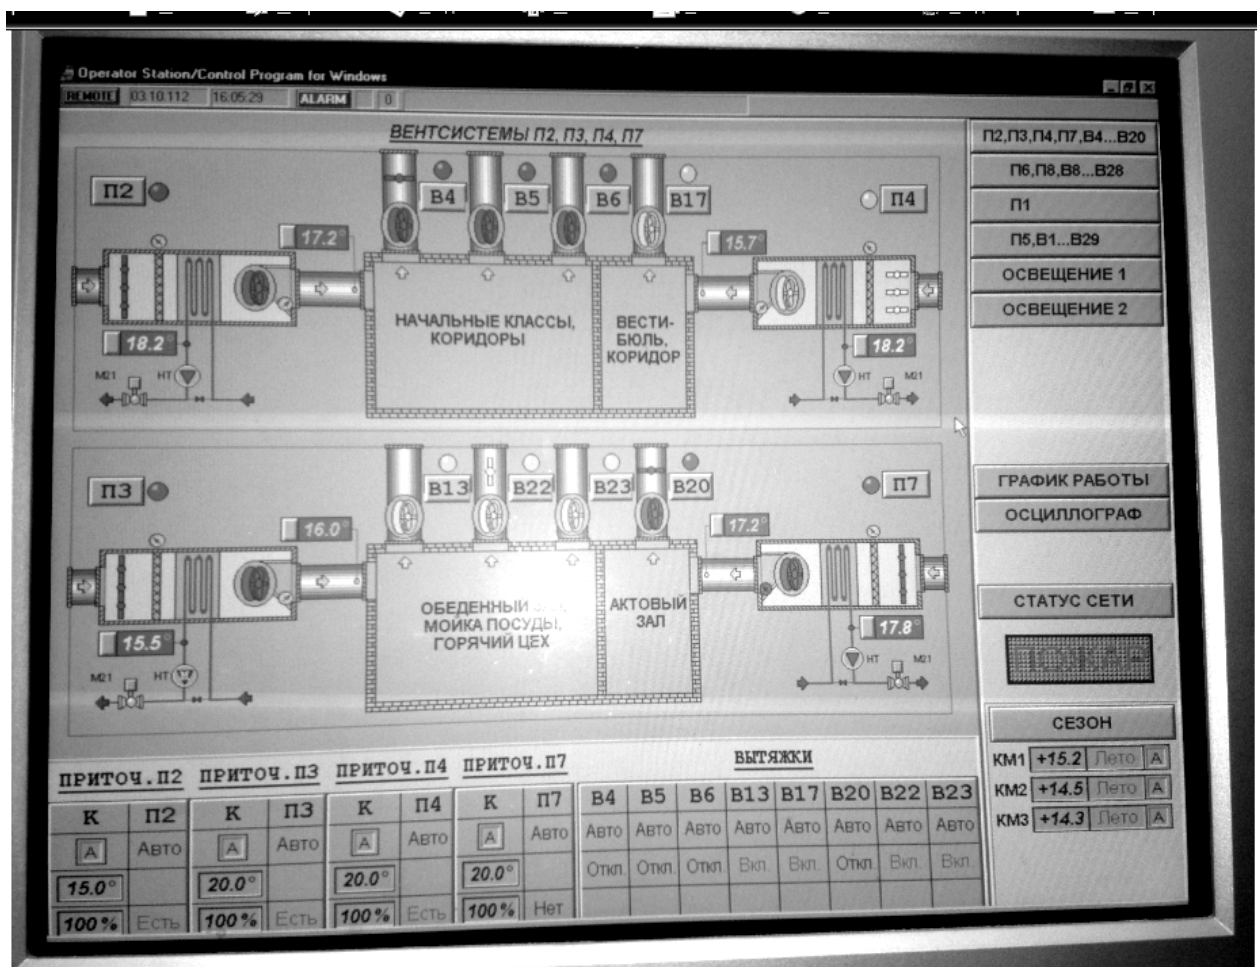 Operator Station/Control Program for Windows
REMOTE 03.10.112 16:05:29 ALARM 0
ВЕНТСИСТЕМЫ П2, П3, П4, П7
П2 В4 В5 В6 В17 П4
17.2° 15.7°
НАЧАЛЬНЫЕ КЛАССЫ,
КОРИДОРЫ
ВЕСТИ-
БЮЛЬ,
КОРИДОР
18.2° 18.2°
М21 НТ НТ М21
П3 В13 В22 В23 В20 П7
16.0° 17.2°
ОБЕДЕННЫЙ
МОЙКА ПОСУДЫ,
ГОРЯЧИЙ ЦЕХ
АКТОВЫЙ
ЗАЛ
15.5° 17.8°
М21 НТ НТ М21
П2,П3,П4,П7,В4...В20
П6,П8,В8...В28
П1
П5,В1...В29
ОСВЕЩЕНИЕ 1
ОСВЕЩЕНИЕ 2
ГРАФИК РАБОТЫ
ОСЦИЛЛОГРАФ
СТАТУС СЕТИ
СЕЗОН
КМ1 +15.2 Лето А
КМ2 +14.5 Лето А
КМ3 +14.3 Лето А
ПРИТОЧ.П2 ПРИТОЧ.П3 ПРИТОЧ.П4 ПРИТОЧ.П7 ВЫТЯЖКИ
К П2 К П3 К П4 К П7 В4 В5 В6 В13 В17 В20 В22 В23
А Авто А Авто А Авто А Авто Авто Авто Авто Авто Авто Авто Авто Авто
15.0° 20.0° 20.0° 20.0° Откл. Откл. Откл. Вкл. Вкл. Откл. Вкл. Вкл.
100% Есть 100% Есть 100% Есть 100% Нет